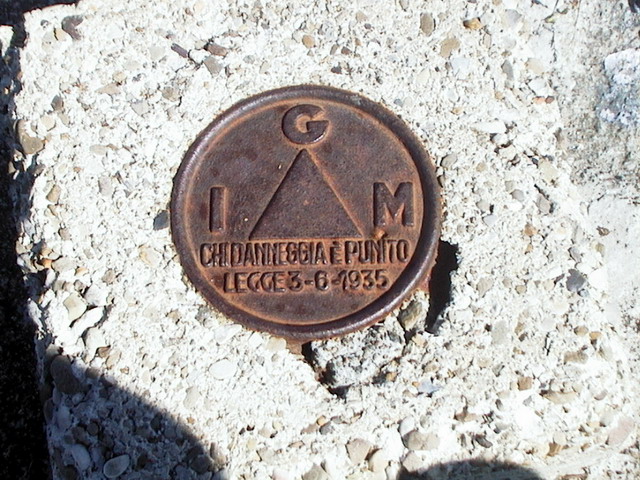 G
I M
CHI DANNEGGIA È PUNITO
LEGGE 3-6-1935